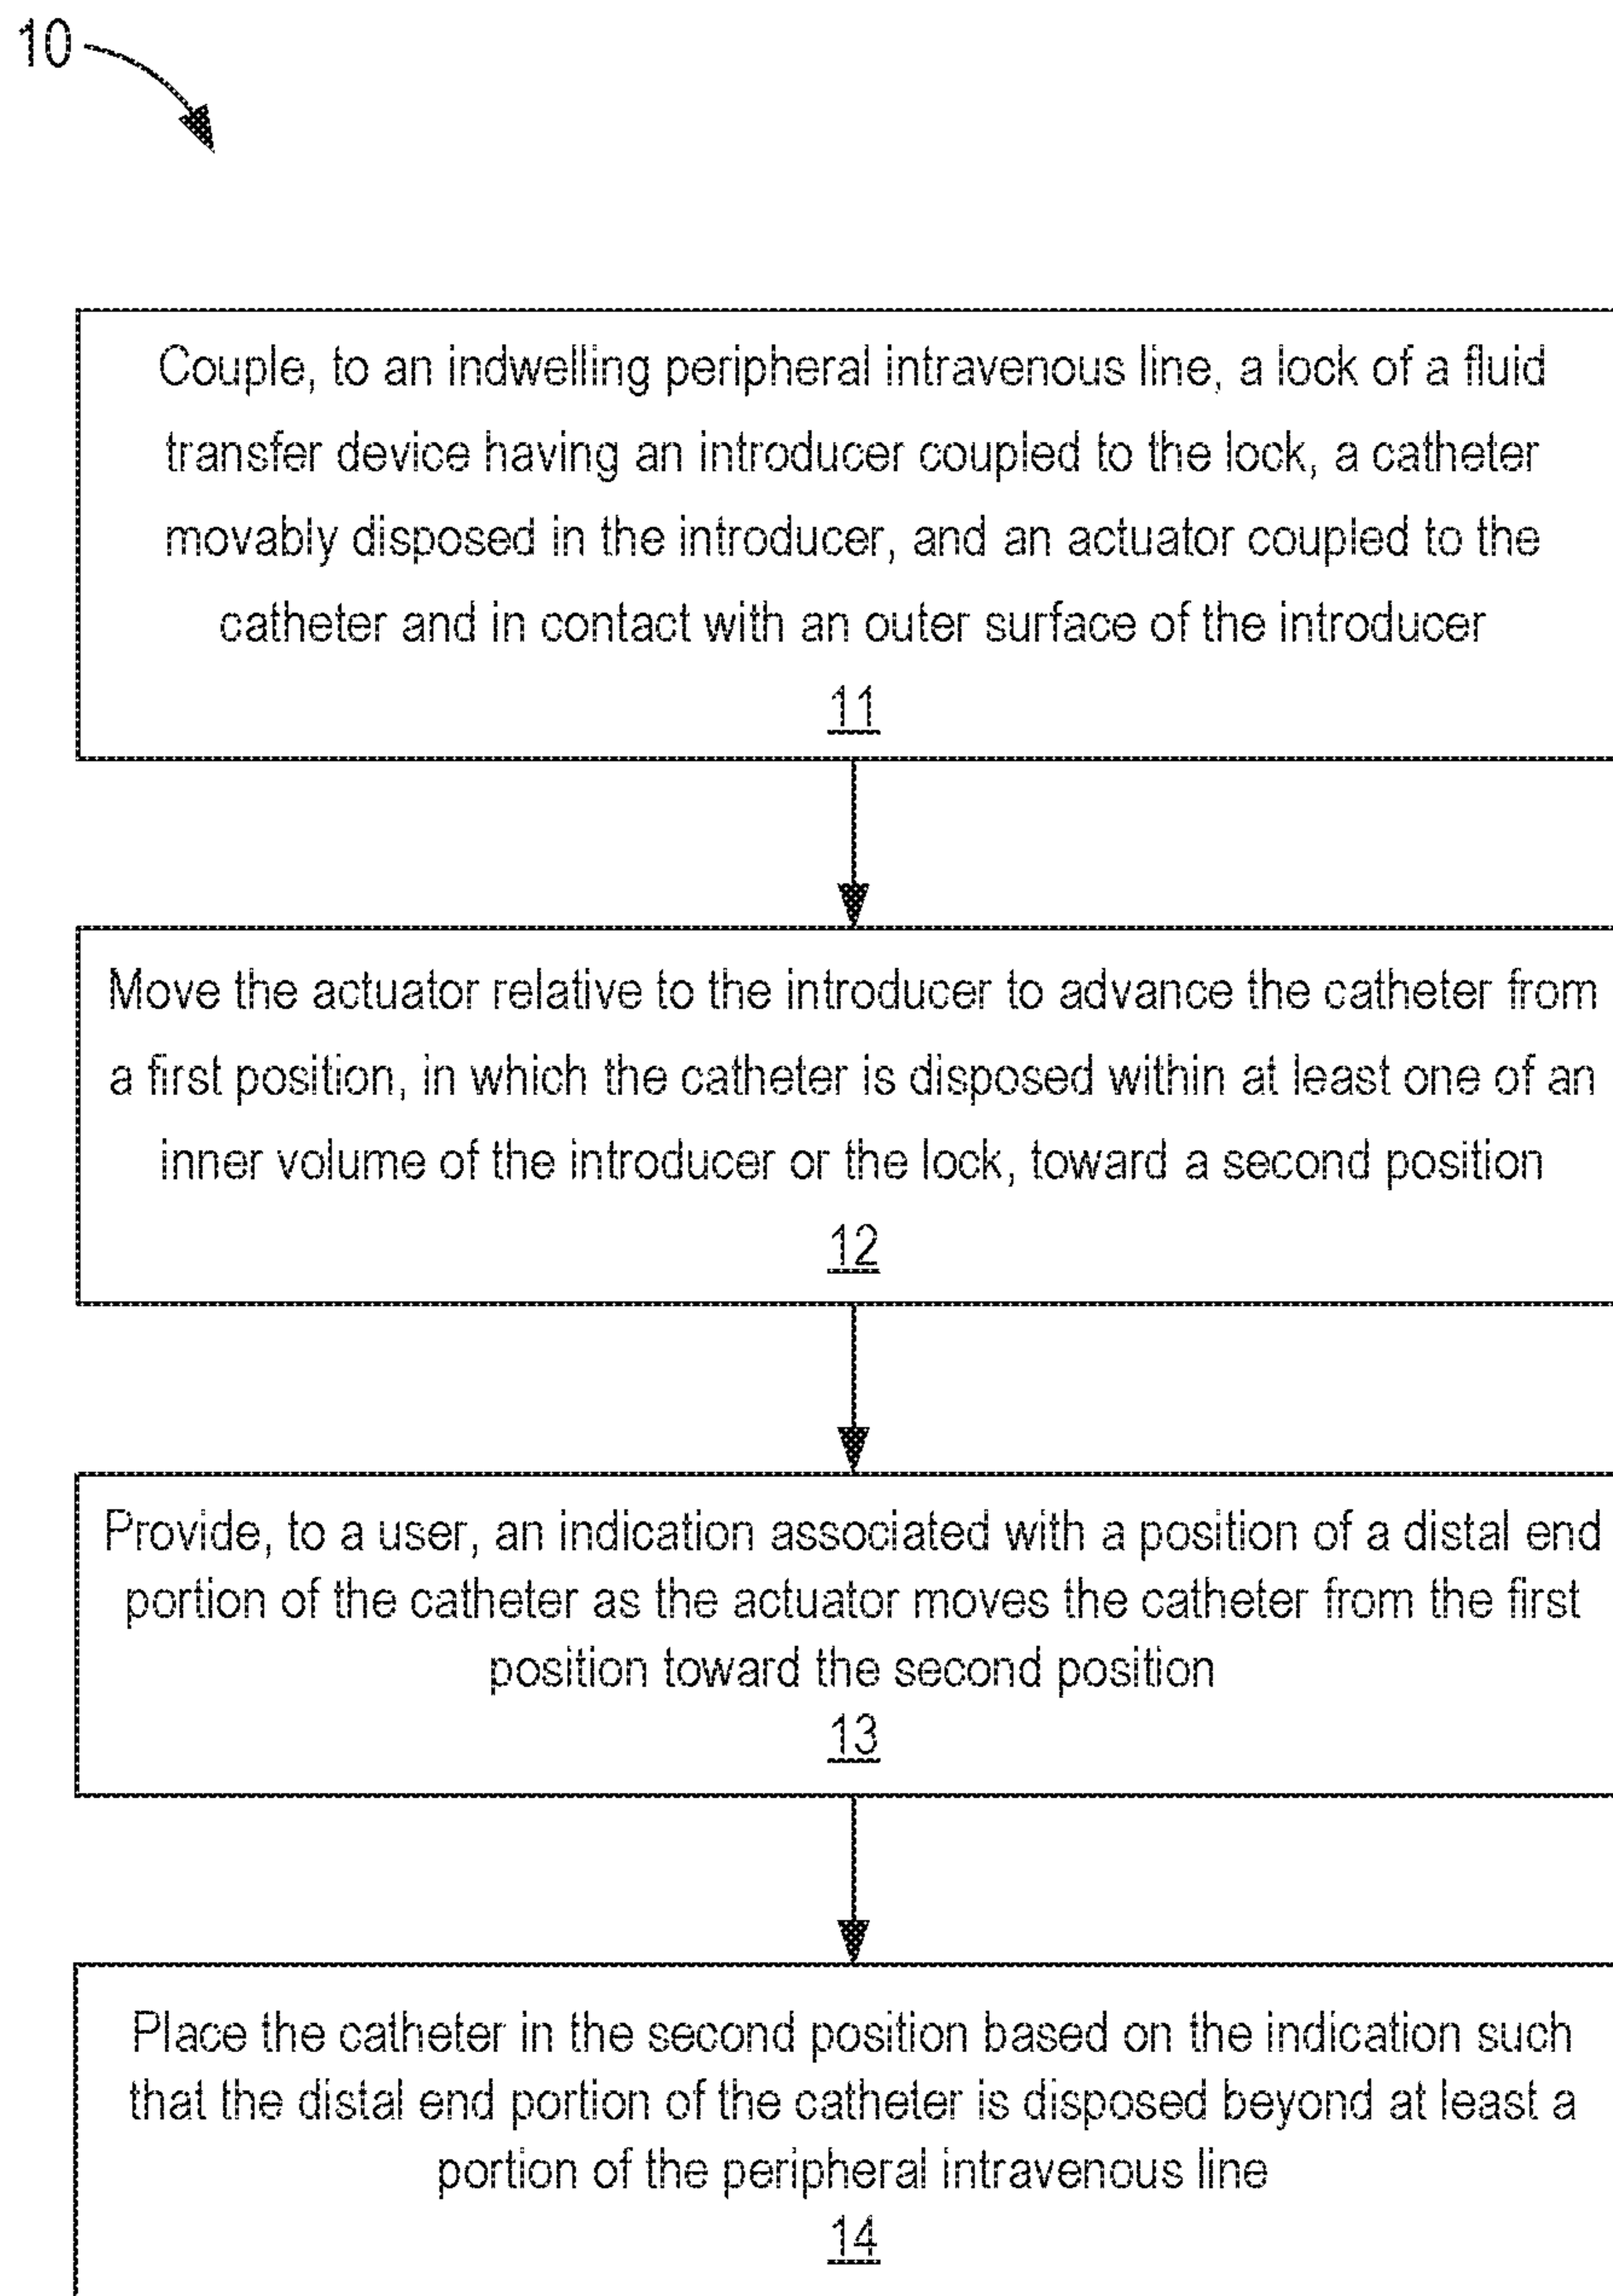 10
Couple, to an indwelling peripheral intravenous line, a lock of a fluid
transfer device having an introducer coupled to the lock, a catheter
movably disposed in the introducer, and an actuator coupled to the
catheter and in contact with an outer surface of the introducer
11
Move the actuator relative to the introducer to advance the catheter from
a first position, in which the catheter is disposed within at least one of an
inner volume of the introducer or the lock, toward a second position
12
Provide, to a user, an indication associated with a position of a distal end
portion of the catheter as the actuator moves the catheter from the first
position toward the second position
13
Place the catheter in the second position based on the indication such
that the distal end portion of the catheter is disposed beyond at least a
portion of the peripheral intravenous line
14